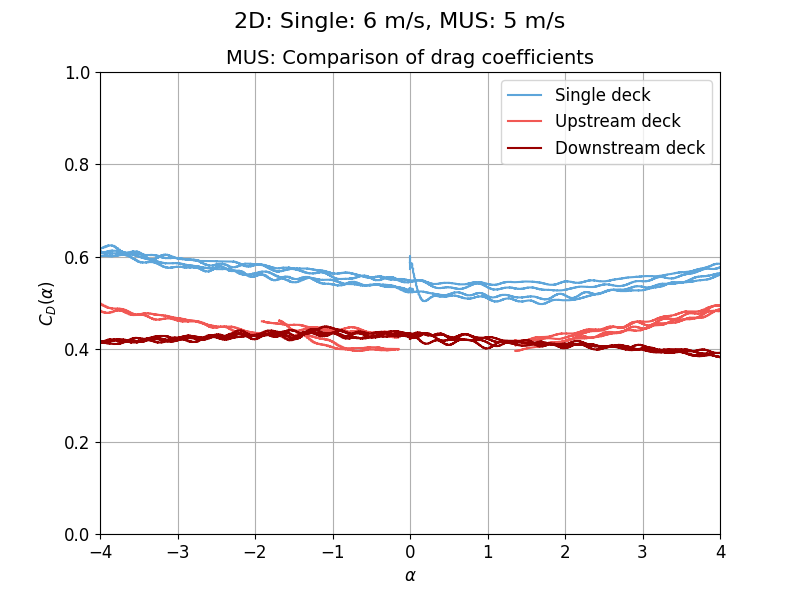 2D: Single: 6 m/s, MUS: 5 m/s
MUS: Comparison of drag coefficients
Single deck
Upstream deck
Downstream deck
1.0
0.8
0.6
0.4
0.2
0.0
C_D(α)
−4 −3 −2 −1 0 1 2 3 4
α